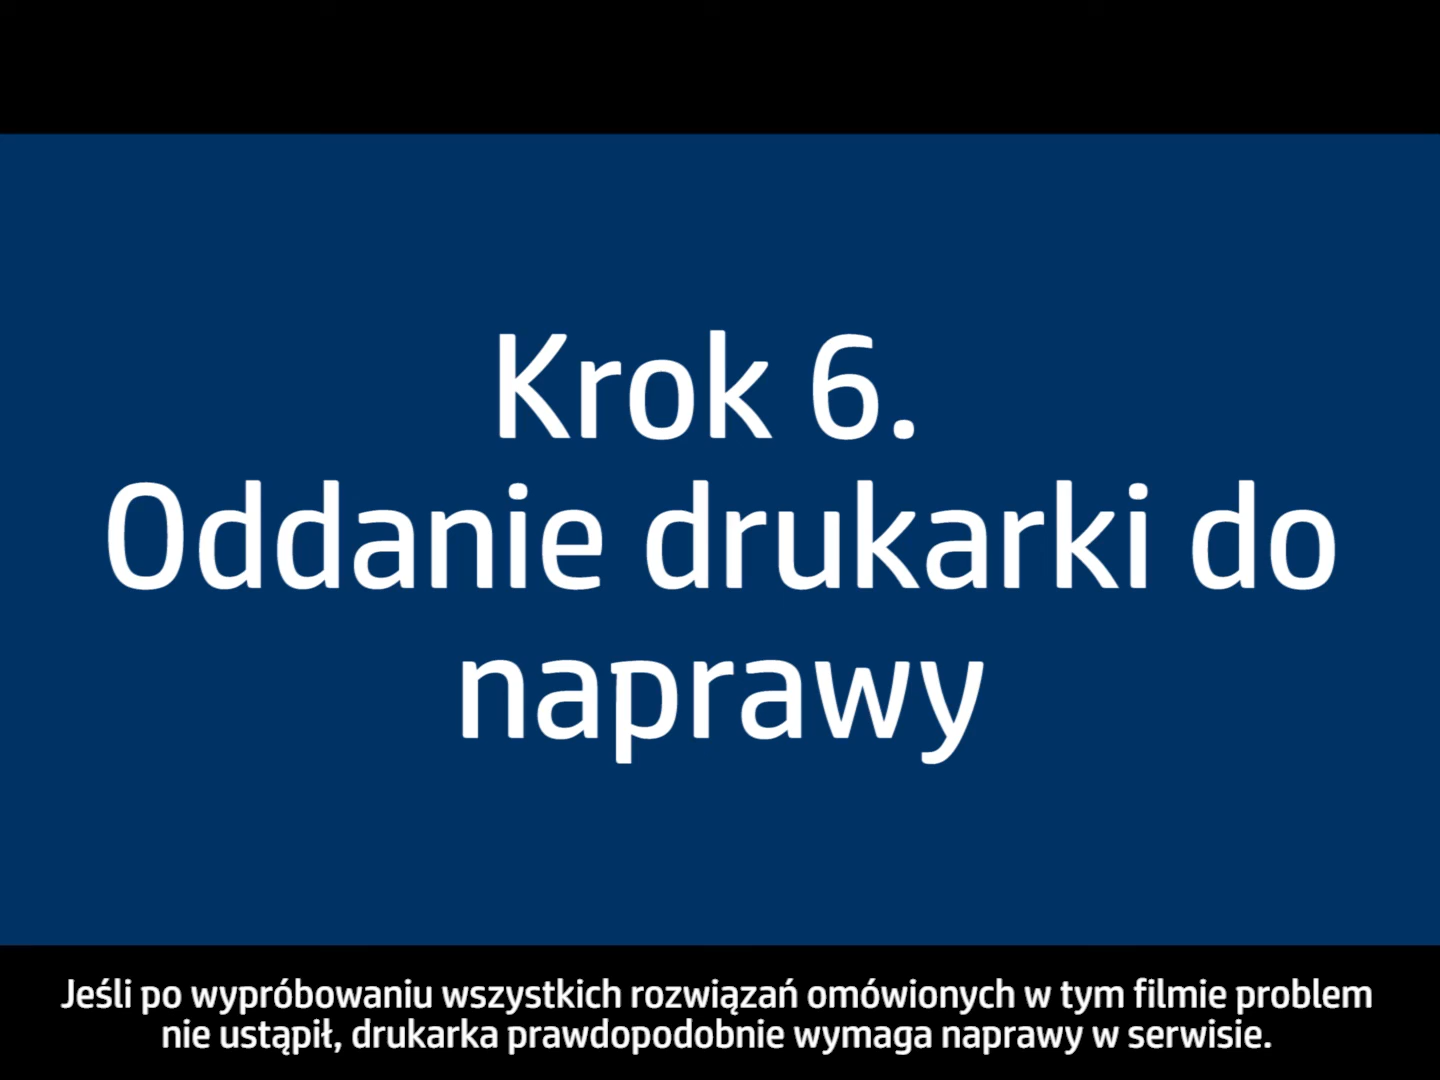 Krok 6.
Oddanie drukarki do
naprawy
Jeśli po wypróbowaniu wszystkich rozwiązań omówionych w tym filmie problem
nie ustąpił, drukarka prawdopodobnie wymaga naprawy w serwisie.